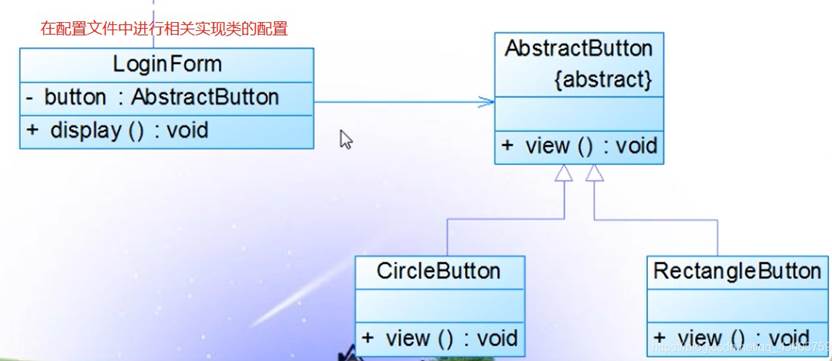 在配置文件中进行相关实现类的配置
LoginForm
- button : AbstractButton
+ display () : void
AbstractButton
{abstract}
+ view () : void
CircleButton
+ view () : void
RectangleButton
+ view () : void